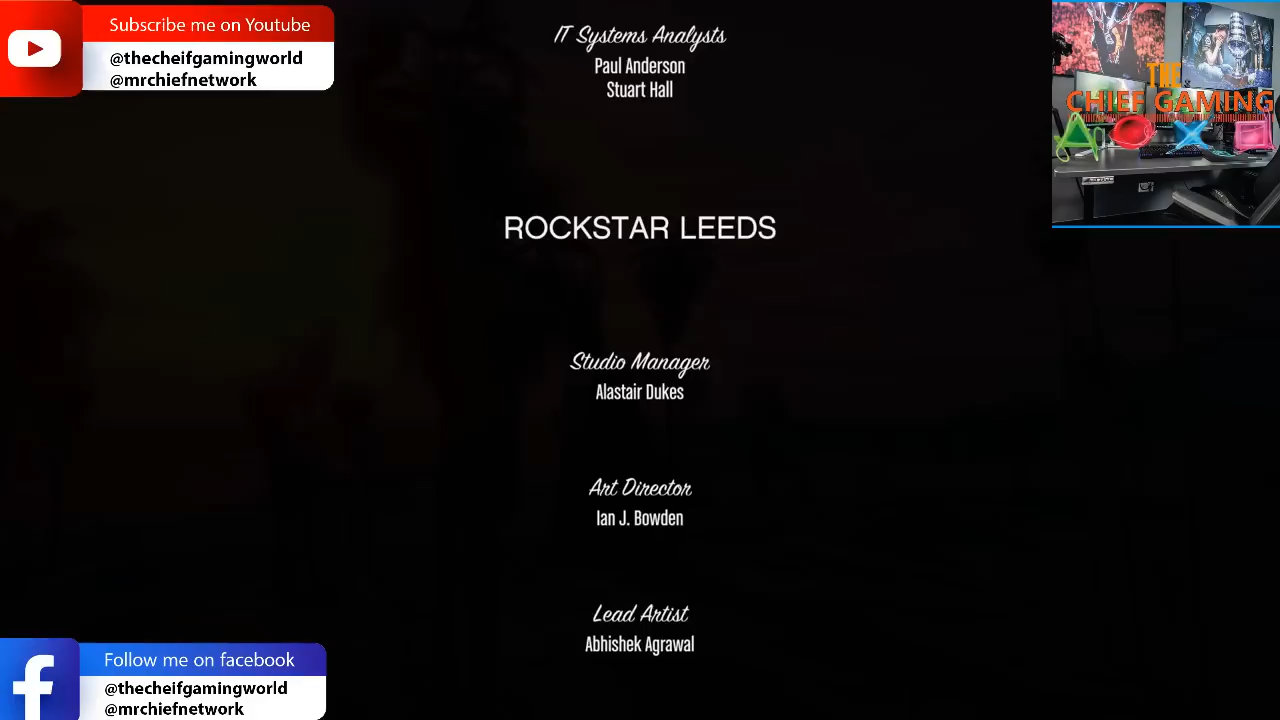 Subscribe me on Youtube
@thecheifgamingworld
@mrchiefnetwork
IT Systems Analysts
Paul Anderson
Stuart Hall
THE
CHIEF GAMING
ROCKSTAR LEEDS
Studio Manager
Alastair Dukes
Art Director
Ian J. Bowden
Lead Artist
Abhishek Agrawal
Follow me on facebook
@thecheifgamingworld
@mrchiefnetwork